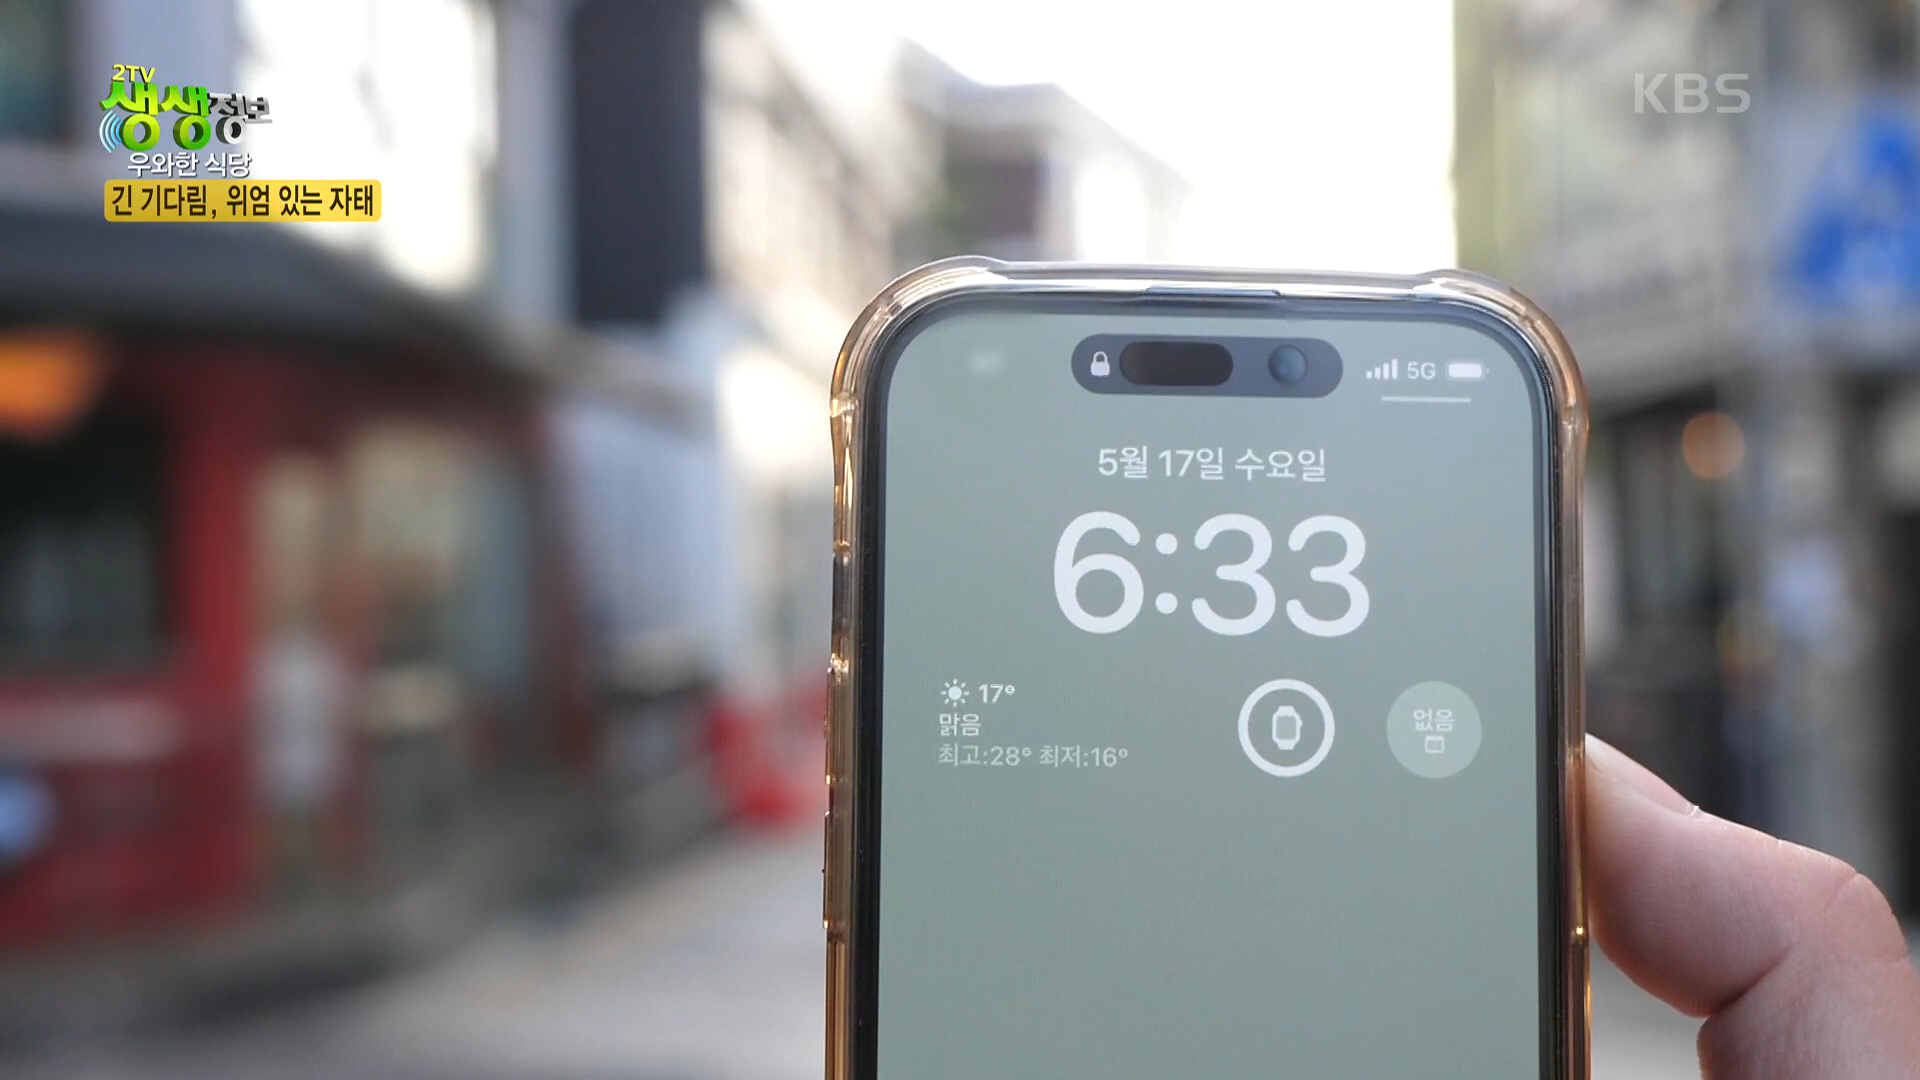 2TV
생생정보
우와한 식당
긴 기다림, 위엄 있는 자태
KBS
5G
5월 17일 수요일
6:33
17°
맑음
최고:28° 최저:16°
없음